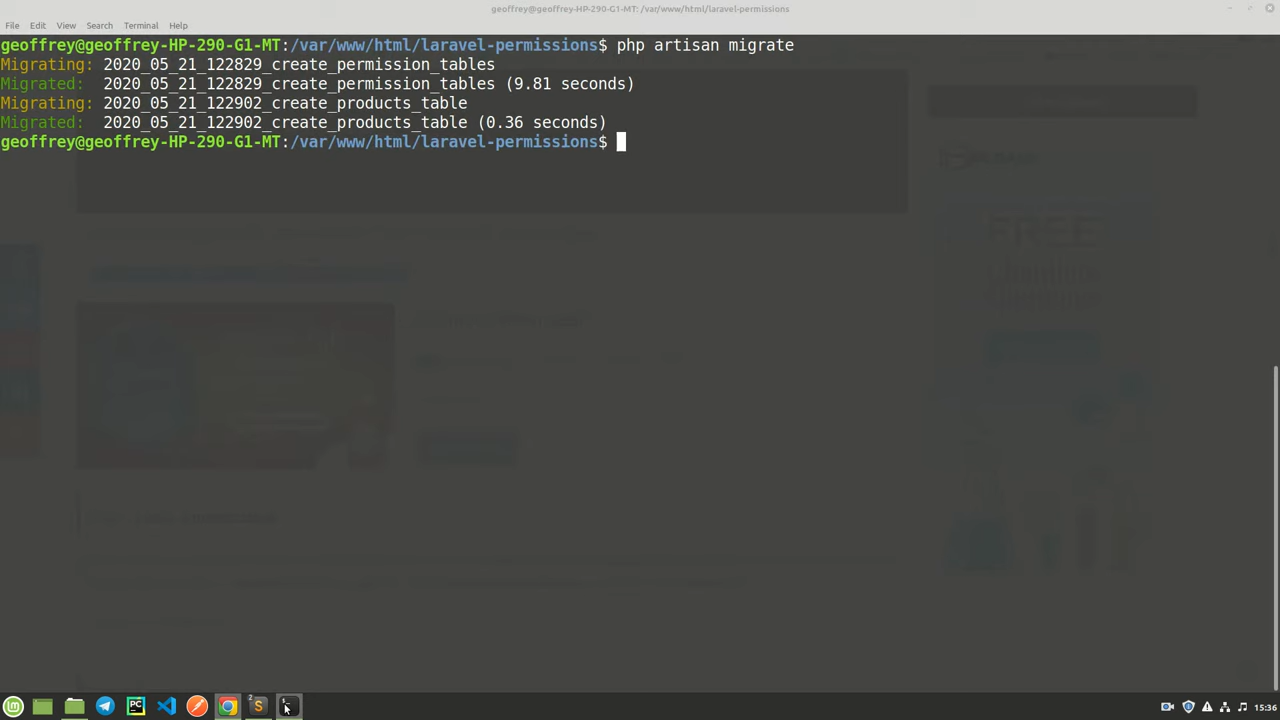 geoffrey@geoffrey-HP-290-G1-MT: /var/www/html/laravel-permissions
File Edit View Search Terminal Help
geoffrey@geoffrey-HP-290-G1-MT:/var/www/html/laravel-permissions$ php artisan migrate
Migrating: 2020_05_21_122829_create_permission_tables
Migrated:  2020_05_21_122829_create_permission_tables (9.81 seconds)
Migrating: 2020_05_21_122902_create_products_table
Migrated:  2020_05_21_122902_create_products_table (0.36 seconds)
geoffrey@geoffrey-HP-290-G1-MT:/var/www/html/laravel-permissions$
FREE
PC
2
S
15:36